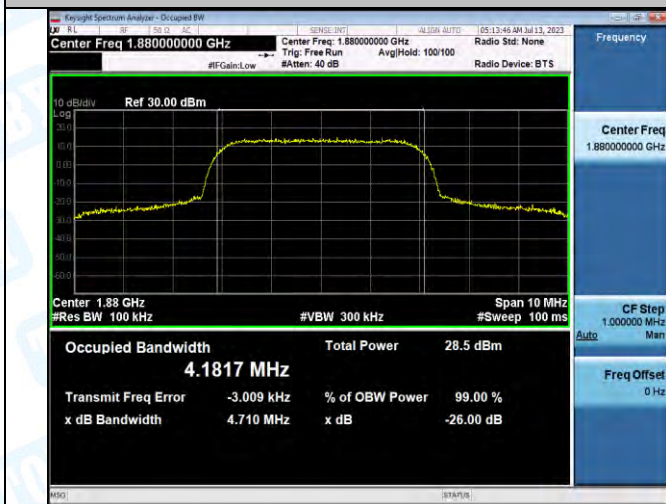 Keysight Spectrum Analyzer - Occupied BW
RL RF 50 Ω AC SENSE:INT ALIGN AUTO 05:13:46 AM Jul 13, 2023
Center Freq 1.880000000 GHz
Center Freq: 1.880000000 GHz Radio Std: None
Trig: Free Run Avg|Hold: 100/100
#IFGain:Low #Atten: 40 dB Radio Device: BTS
Frequency
10 dB/div Ref 30.00 dBm
Log
20.0
10.0
0.00
-10.0
-20.0
-30.0
-40.0
-50.0
-60.0
Center Freq
1.880000000 GHz
Center 1.88 GHz Span 10 MHz
#Res BW 100 kHz #VBW 300 kHz #Sweep 100 ms
CF Step
1.000000 MHz
Auto Man
Occupied Bandwidth Total Power 28.5 dBm
4.1817 MHz
Transmit Freq Error -3.009 kHz % of OBW Power 99.00 %
x dB Bandwidth 4.710 MHz x dB -26.00 dB
Freq Offset
0 Hz
MSG STATUS